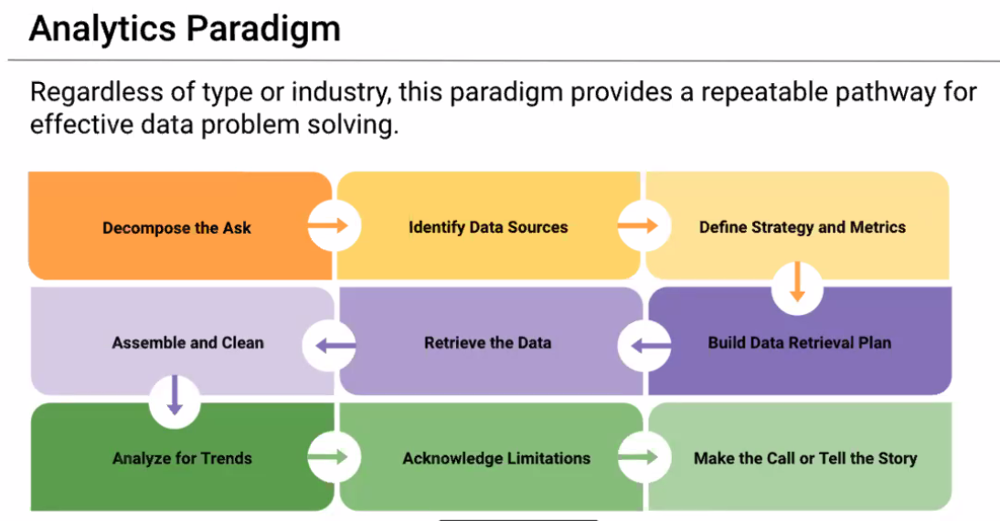 Analytics Paradigm
Regardless of type or industry, this paradigm provides a repeatable pathway for
effective data problem solving.
Decompose the Ask
Identify Data Sources
Define Strategy and Metrics
Build Data Retrieval Plan
Retrieve the Data
Assemble and Clean
Analyze for Trends
Acknowledge Limitations
Make the Call or Tell the Story